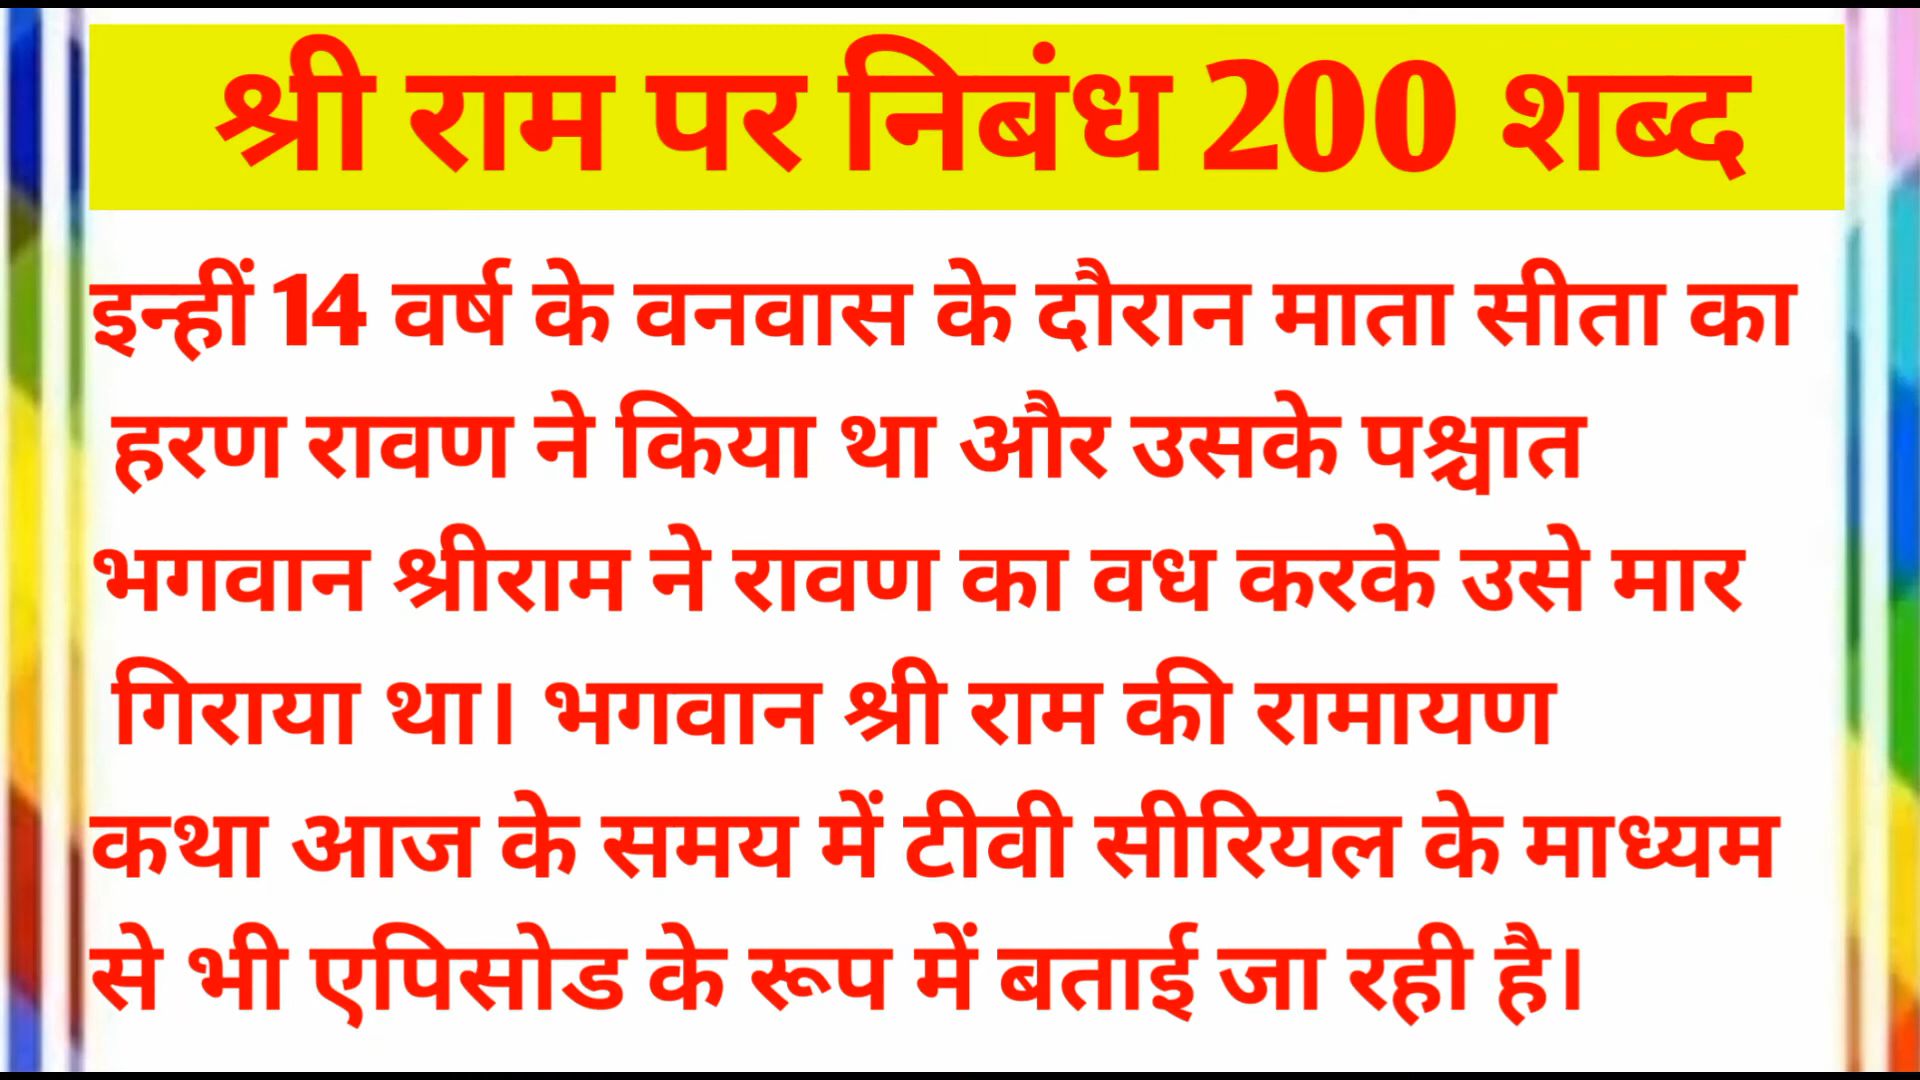 श्री राम पर निबंध 200 शब्द
इन्हीं 14 वर्ष के वनवास के दौरान माता सीता का
हरण रावण ने किया था और उसके पश्चात
भगवान श्रीराम ने रावण का वध करके उसे मार
गिराया था। भगवान श्री राम की रामायण
कथा आज के समय में टीवी सीरियल के माध्यम
से भी एपिसोड के रूप में बताई जा रही है।